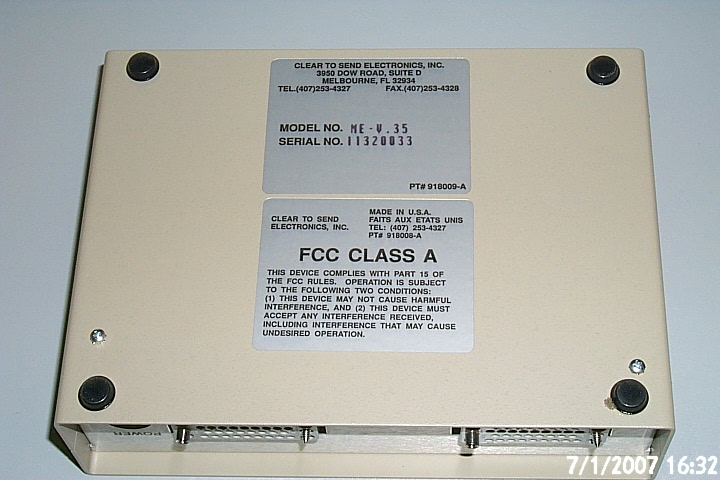 CLEAR TO SEND ELECTRONICS, INC.
3950 DOW ROAD, SUITE D
MELBOURNE, FL 32934
TEL.(407)253-4327 FAX.(407)253-4328
MODEL NO. ME-V.35
SERIAL NO. 11320033
PT# 918009-A
CLEAR TO SEND
ELECTRONICS, INC.
MADE IN U.S.A.
FAITS AUX ETATS UNIS
TEL: (407) 253-4327
PT# 918008-A
FCC CLASS A
THIS DEVICE COMPLIES WITH PART 15 OF
THE FCC RULES. OPERATION IS SUBJECT
TO THE FOLLOWING TWO CONDITIONS:
(1) THIS DEVICE MAY NOT CAUSE HARMFUL
INTERFERENCE, AND (2) THIS DEVICE MUST
ACCEPT ANY INTERFERENCE RECEIVED,
INCLUDING INTERFERENCE THAT MAY CAUSE
UNDESIRED OPERATION.
POWER
7/1/2007 16:32